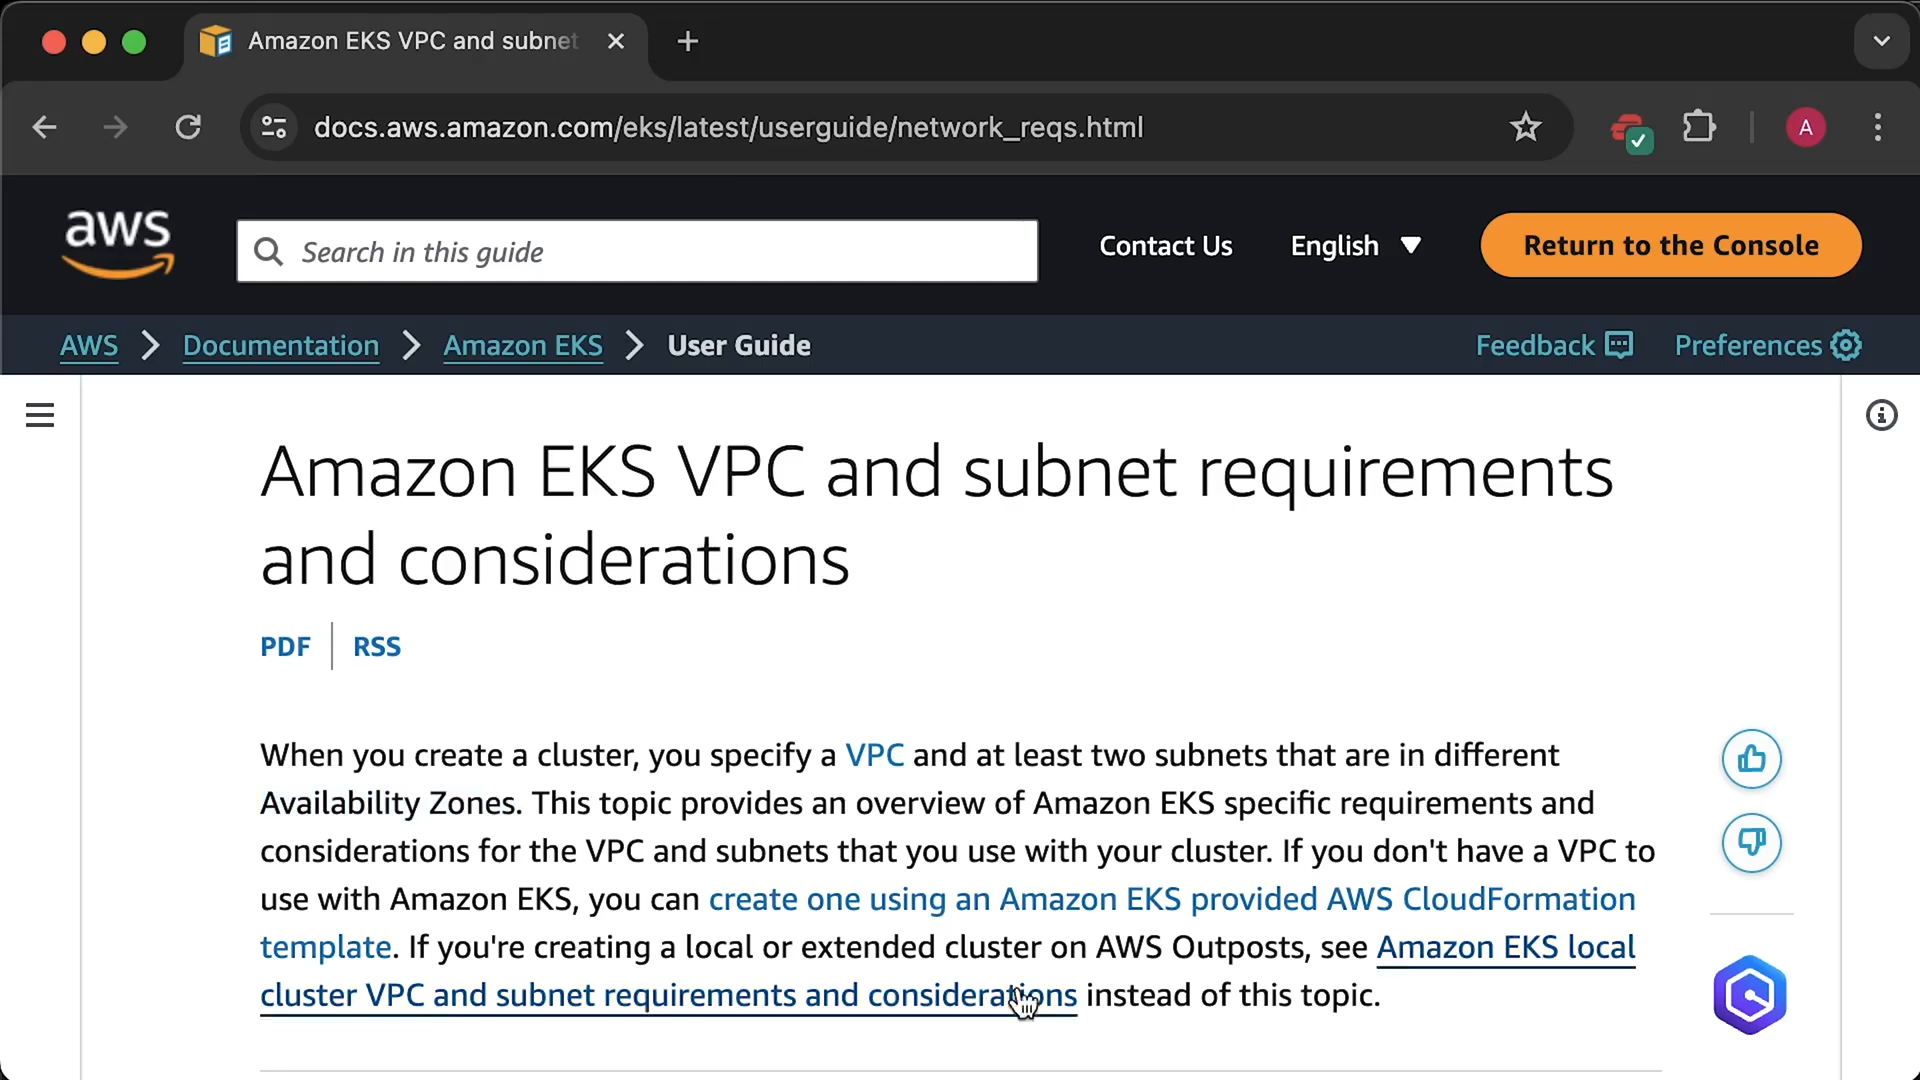 Amazon EKS VPC and subnet
docs.aws.amazon.com/eks/latest/userguide/network_reqs.html
A
aws
Search in this guide
Contact Us
English
Return to the Console
AWS
Documentation
Amazon EKS
User Guide
Feedback
Preferences
Amazon EKS VPC and subnet requirements
and considerations
PDF
RSS
When you create a cluster, you specify a VPC and at least two subnets that are in different
Availability Zones. This topic provides an overview of Amazon EKS specific requirements and
considerations for the VPC and subnets that you use with your cluster. If you don't have a VPC to
use with Amazon EKS, you can create one using an Amazon EKS provided AWS CloudFormation
template. If you're creating a local or extended cluster on AWS Outposts, see Amazon EKS local
cluster VPC and subnet requirements and considerations instead of this topic.